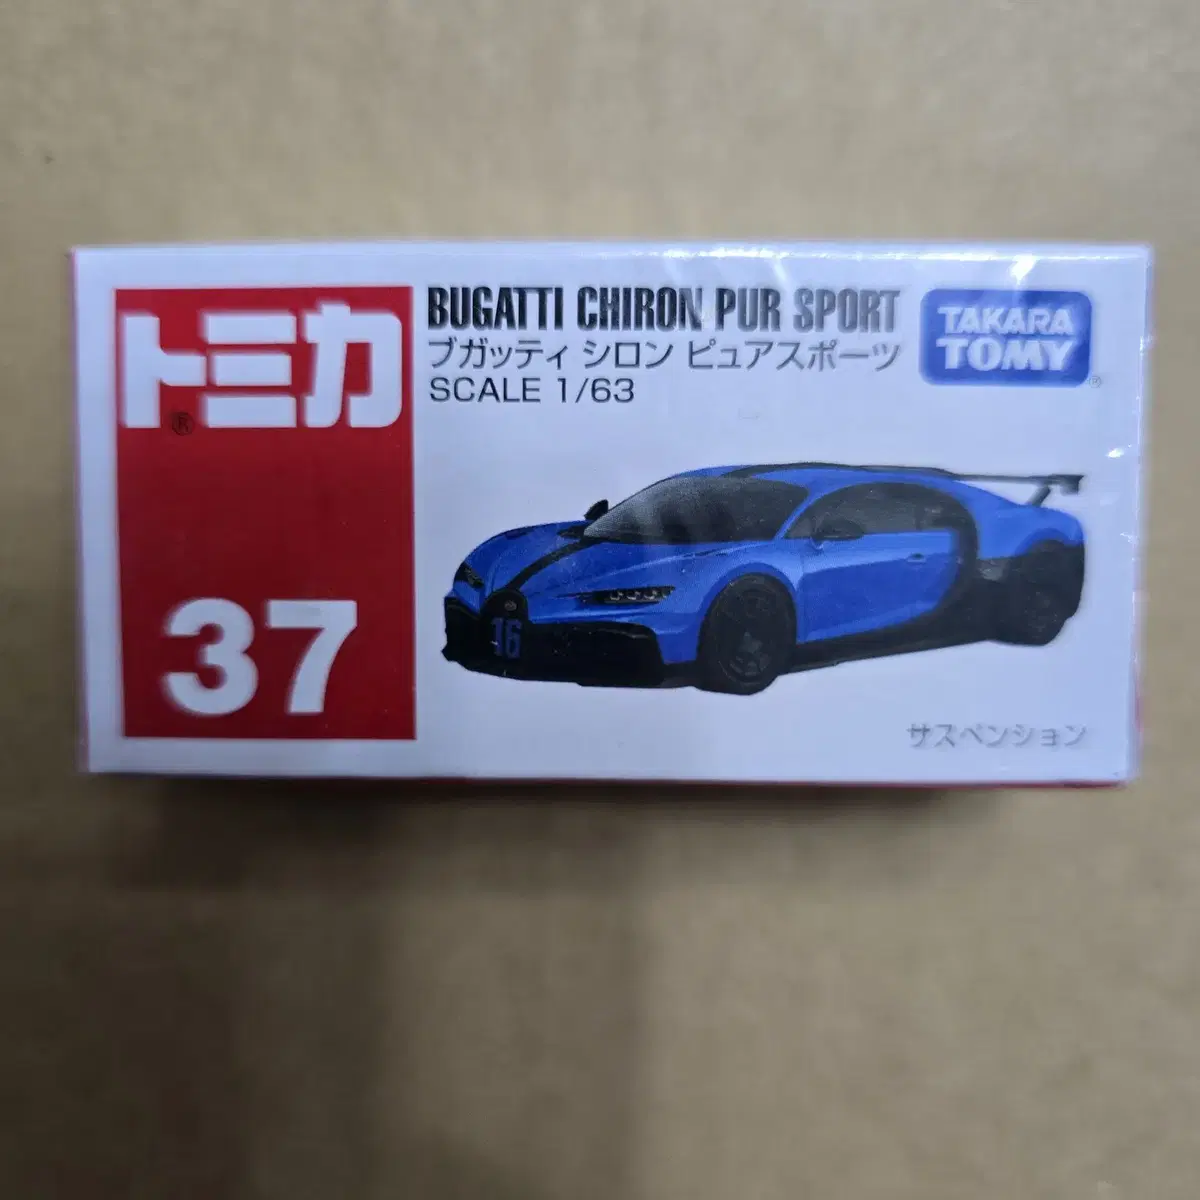 トミカ
®
37
BUGATTI CHIRON PUR SPORT
ブガッティ シロン ピュアスポーツ
SCALE 1/63
TAKARA
TOMY
®
16
サスペンション